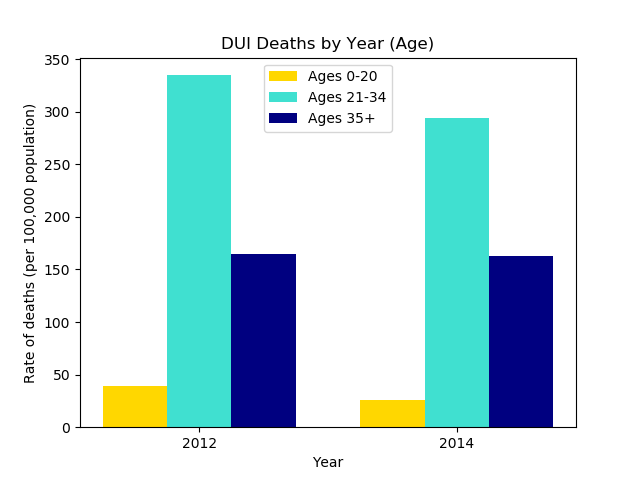 DUI Deaths by Year (Age)
Ages 0-20
Ages 21-34
Ages 35+
Rate of deaths (per 100,000 population)
350
300
250
200
150
100
50
0
2012
2014
Year